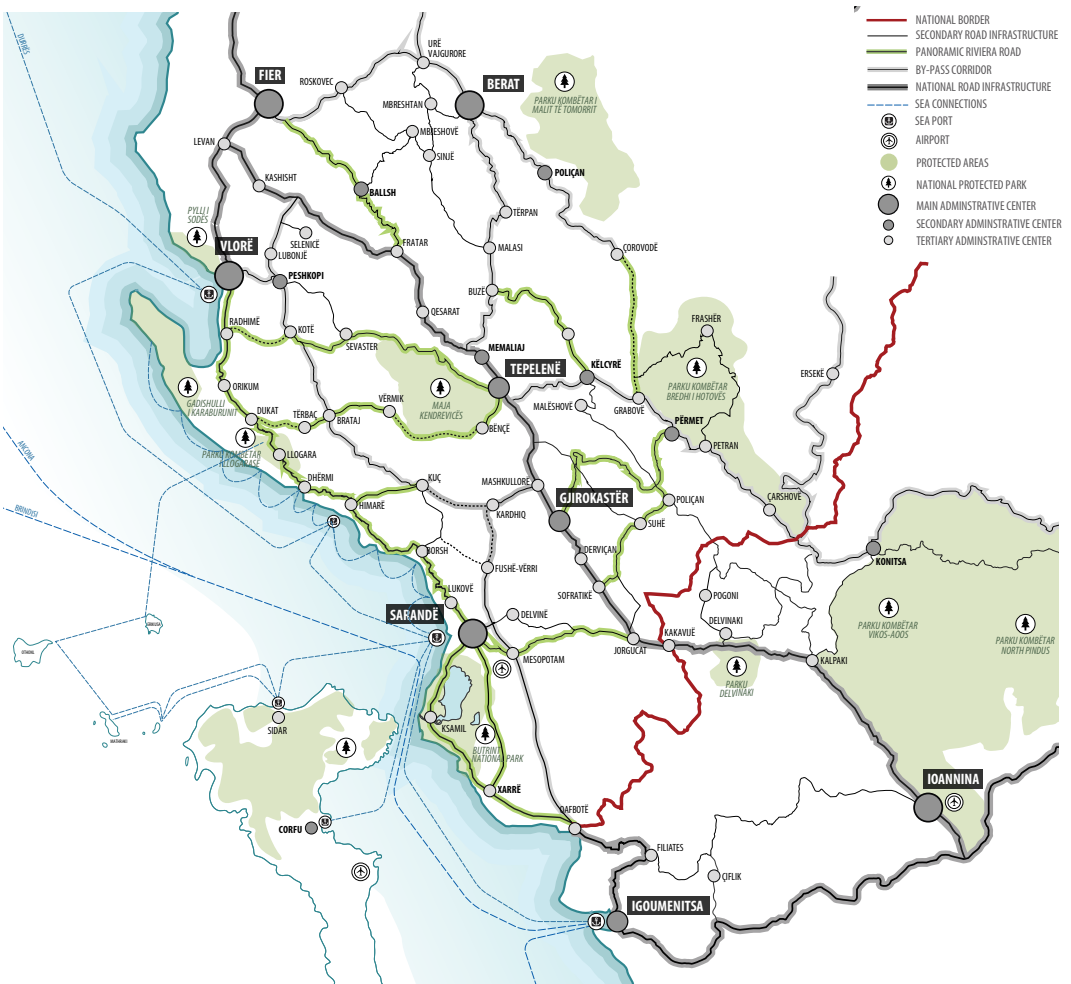 NATIONAL BORDER
SECONDARY ROAD INFRASTRUCTURE
PANORAMIC RIVIERA ROAD
BY-PASS CORRIDOR
NATIONAL ROAD INFRASTRUCTURE
SEA CONNECTIONS
SEA PORT
AIRPORT
PROTECTED AREAS
NATIONAL PROTECTED PARK
MAIN ADMINSTRATIVE CENTER
SECONDARY ADMINSTRATIVE CENTER
TERTIARY ADMINSTRATIVE CENTER
DURRËS
URË
VAJGURORE
FIER
ROSKOVEC
BERAT
MBRESHTAN
PARKU KOMBËTAR I
MALIT TË TOMORRIT
LEVAN
MBIESHOVË
SINJË
KASHISHT
BALLSH
POLIÇAN
PYLLI I
SODËS
TËRPAN
VLORË
SELENICË
LUBONJË
FRATAR
MALASI
ÇOROVODË
PESHKOPI
BUZË
QESARAT
RADHIMË
KOTË
SEVASTER
FRASHËR
MEMALIAJ
TEPELENË
KËLCYRË
ERSEKË
ORIKUM
GADISHULLI
I KARABURUNIT
MAJA
KENDREVICËS
PARKU KOMBËTAR
BREDHI I HOTOVËS
VËRMIK
MALËSHOVË
GRABOVË
DUKAT
TËRBAÇ
BRATAJ
BËNÇË
PËRMET
PETRAN
PARKU KOMBËTAR
LLOGARASË
LLOGARA
ANCONA
DHËRMI
KUÇ
MASHKULLORË
GJIROKASTËR
POLIÇAN
ÇARSHOVË
HIMARË
KARDHIQ
BRINDISI
SUHË
BORSH
DERVIÇAN
KONITSA
FUSHË-VËRRI
LUKOVË
SOFRATIKË
POGONI
SARANDË
DELVINË
DELVINAKI
PARKU KOMBËTAR
VIKOS-AOOS
PARKU KOMBËTAR
NORTH PINDUS
JORGUCAT
KAKAVIJË
MESOPOTAM
KALPAKI
PARKU
DELVINAKI
KSAMIL
SIDAR
BUTRINT
NATIONAL PARK
XARRË
IOANNINA
QAFBOTË
CORFU
FILIATES
ÇIFLIK
IGOUMENITSA